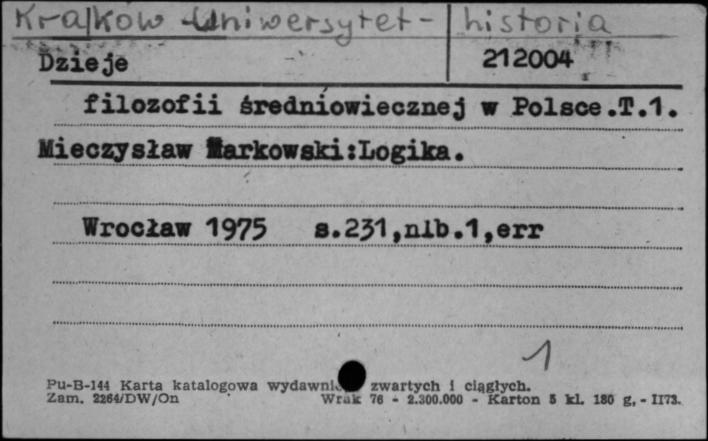 Kraków Uniwersytet - historja
Dzieje 212004
filozofii średniowiecznej w Polsce.T.1.
Mieczysław Markowski:Logika.
Wrocław 1975 s.231,nlb.1,err
1
Pu-B-144 Karta katalogowa zwartych i ciągłych.
Zam. 2264/DW/On Wrak 76 - 2.300.000 - Karton 5 kl. 180 g, - II73.